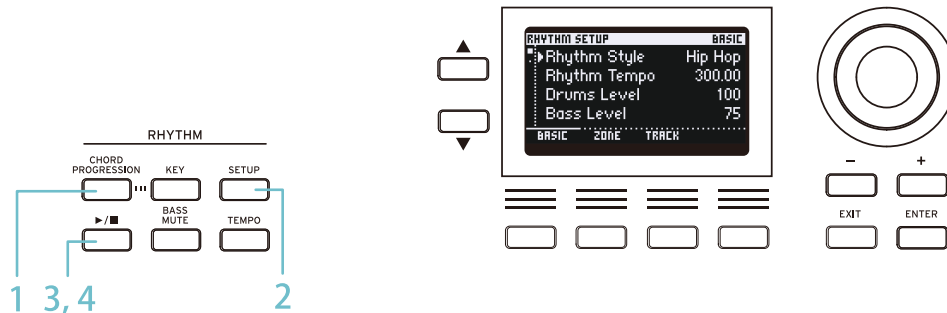 RHYTHM
CHORD PROGRESSION
KEY
SETUP
▶/■
BASS MUTE
TEMPO
1
3, 4
2
▲
▼
RHYTHM SETUP BASIC
Rhythm Style Hip Hop
Rhythm Tempo 300.00
Drums Level 100
Bass Level 75
BASIC ZONE TRACK
− +
EXIT ENTER